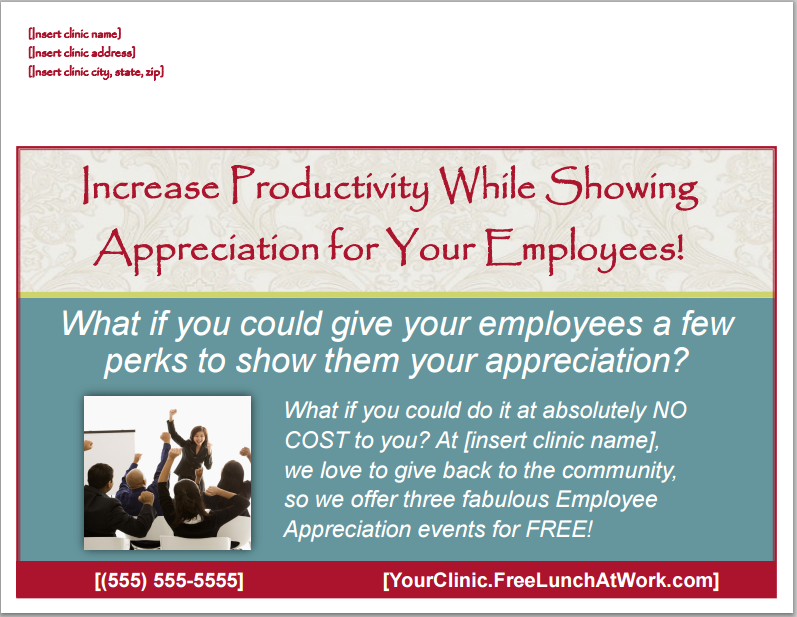 [Insert clinic name]
[Insert clinic address]
[Insert clinic city, state, zip]
Increase Productivity While Showing
Appreciation for Your Employees!
What if you could give your employees a few
perks to show them your appreciation?
What if you could do it at absolutely NO
COST to you? At [insert clinic name],
we love to give back to the community,
so we offer three fabulous Employee
Appreciation events for FREE!
[(555) 555-5555]
[YourClinic.FreeLunchAtWork.com]